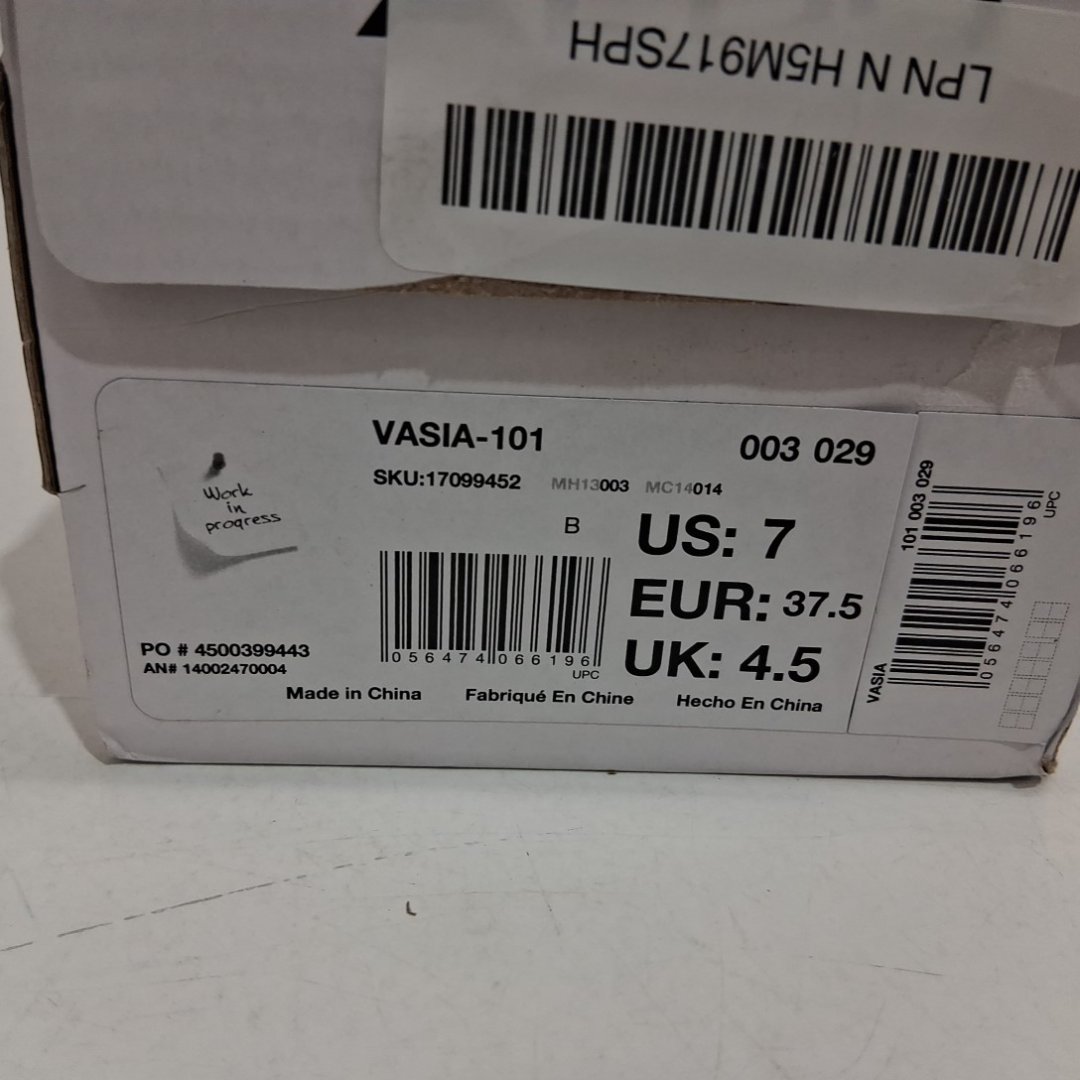 LPN N H5M917SPH
VASIA-101
003 029
SKU:17099452 MH13003 MC14014
Work
in
progress
B
US: 7
EUR: 37.5
UK: 4.5
PO # 4500399443
AN# 14002470004
056474066196
UPC
Made in China Fabriqué En Chine Hecho En China
101 003 029
VASIA
056474066196
UPC